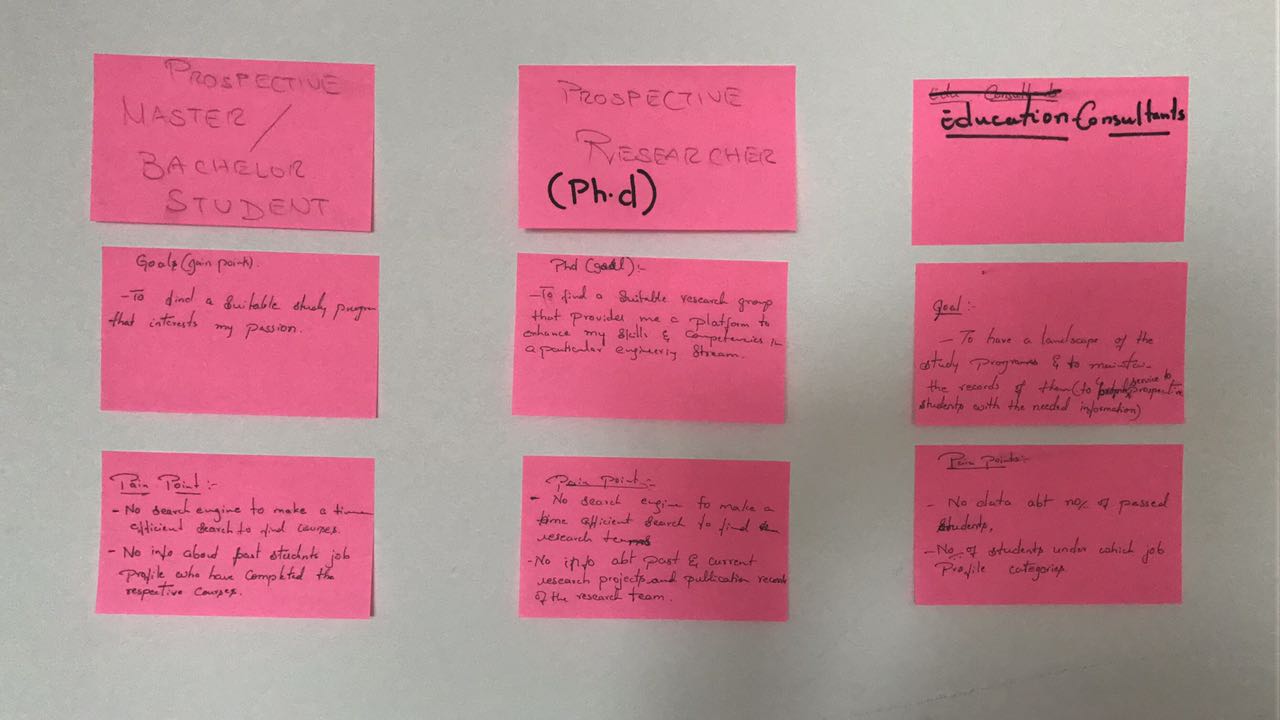 PROSPECTIVE
MASTER /
BACHELOR
STUDENT
Goals (gain point).
- To find a suitable study program
that interests my passion.
Pain Point :-
- No search engine to make a time
efficient search to find courses.
- No info about past students job
Profile who have completed the
respective courses.
PROSPECTIVE
RESEARCHER
(Ph.d)
Phd (goal) :-
- To find a suitable research group
that provides me a platform to
enhance my skills & competencies in
a particular engineering stream.
Pain point :-
- No search engine to make a
time efficient search to find
research teams
- No info abt past & current
research projects and publication records
of the research team.
Edu Consultants
Education Consultants
Goal :-
- To have a landscape of the
study programs & to maintain
the records of them (to service to prospective
students with the needed information)
Pain points :-
- No data abt no% of passed
students,
- No. of students under which job
Profile categories.